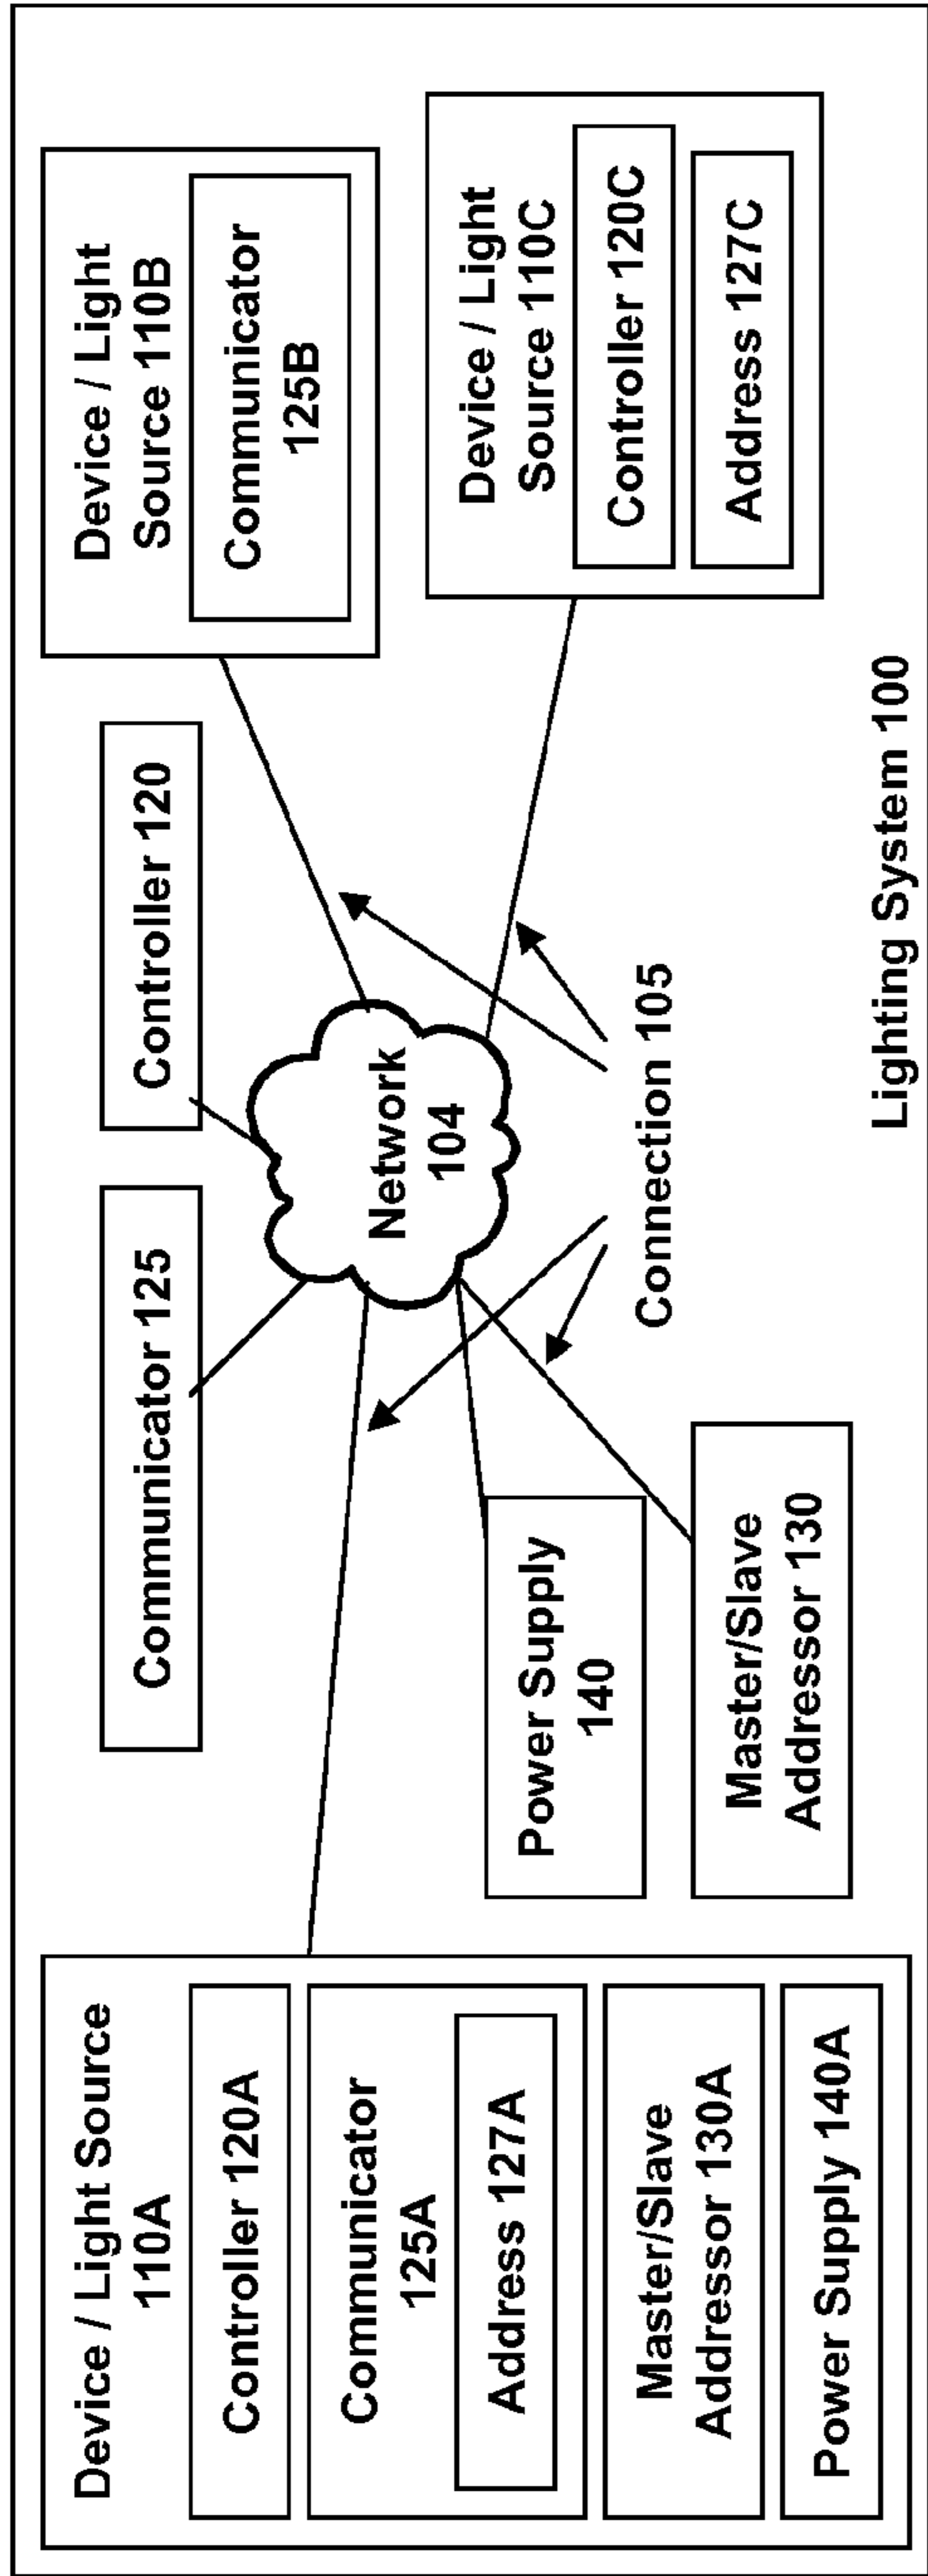 Device / Light Source
110A
Controller 120A
Communicator
125A
Address 127A
Master/Slave
Addressor 130A
Power Supply 140A
Communicator 125
Controller 120
Power Supply
140
Master/Slave
Addressor 130
Network
104
Connection 105
Device / Light
Source 110B
Communicator
125B
Device / Light
Source 110C
Controller 120C
Address 127C
Lighting System 100